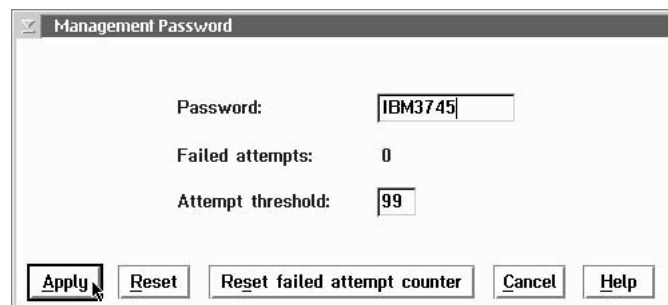 Management Password
Password: IBM3745
Failed attempts: 0
Attempt threshold: 99
Apply Reset Reset failed attempt counter Cancel Help